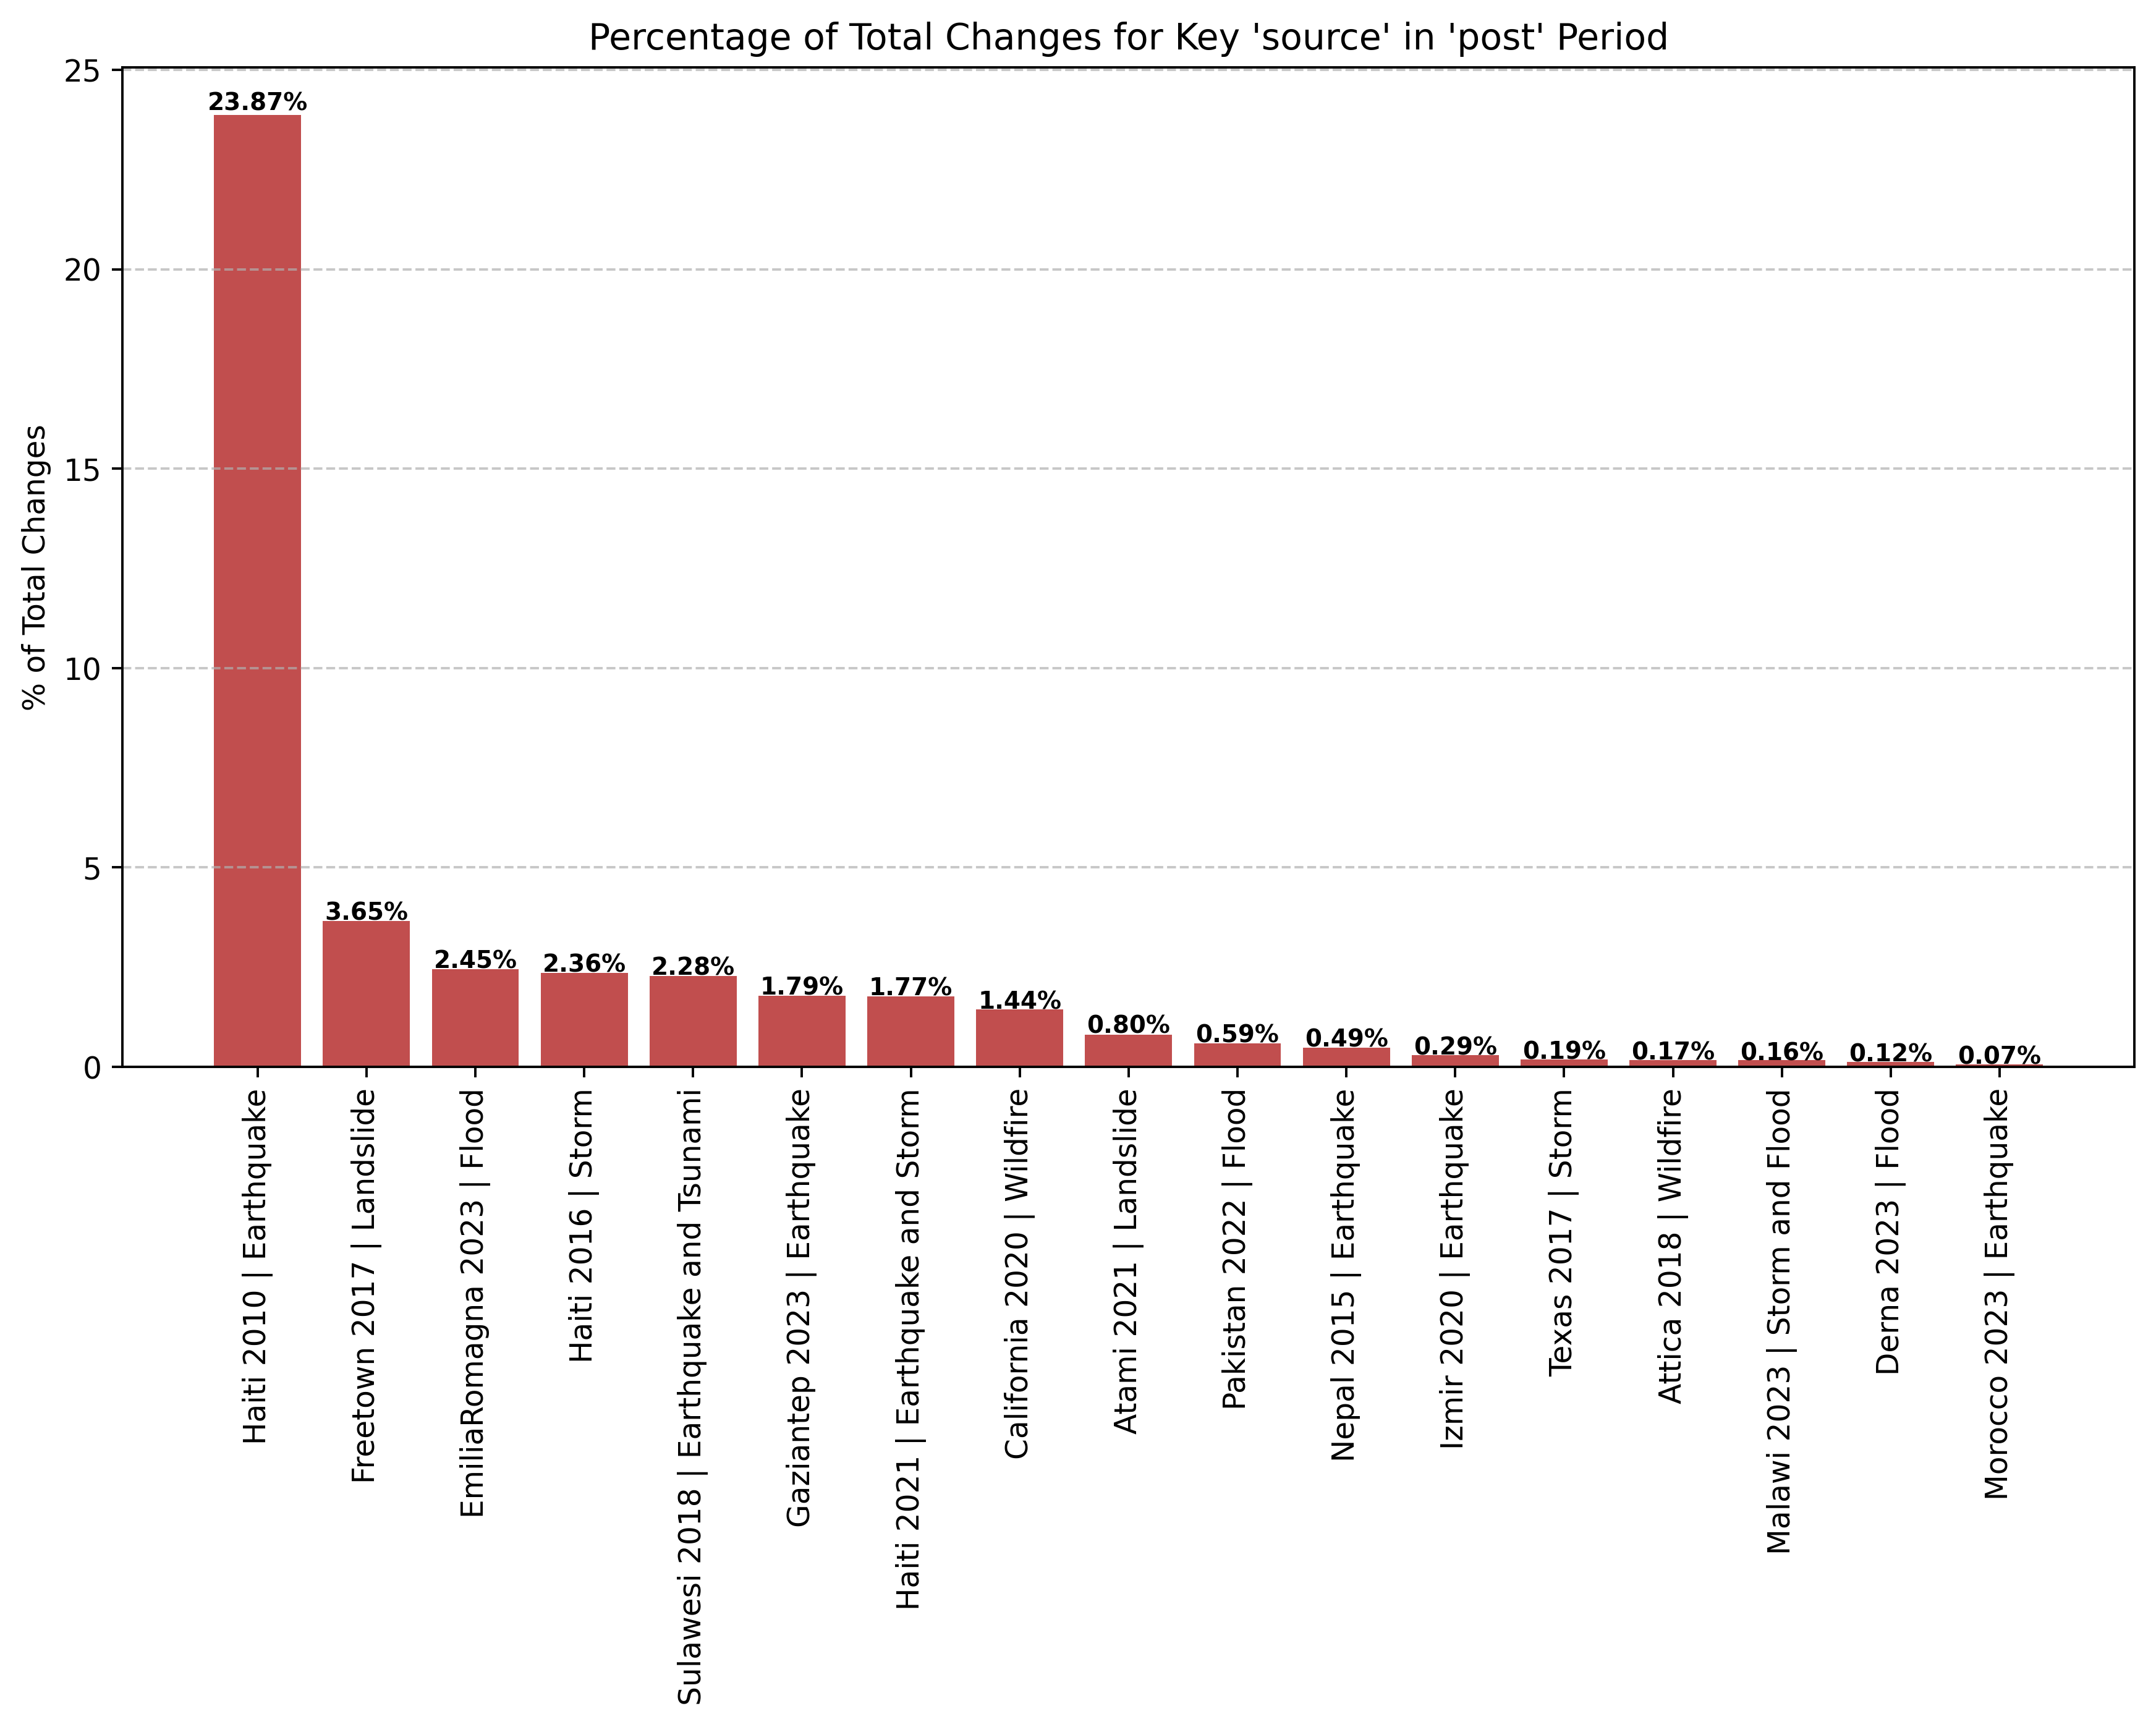 Percentage of Total Changes for Key 'source' in 'post' Period
% of Total Changes
25
20
15
10
5
0
23.87%
3.65%
2.45%
2.36%
2.28%
1.79%
1.77%
1.44%
0.80%
0.59%
0.49%
0.29%
0.19%
0.17%
0.16%
0.12%
0.07%
Haiti 2010 | Earthquake
Freetown 2017 | Landslide
EmiliaRomagna 2023 | Flood
Haiti 2016 | Storm
Sulawesi 2018 | Earthquake and Tsunami
Gaziantep 2023 | Earthquake
Haiti 2021 | Earthquake and Storm
California 2020 | Wildfire
Atami 2021 | Landslide
Pakistan 2022 | Flood
Nepal 2015 | Earthquake
Izmir 2020 | Earthquake
Texas 2017 | Storm
Attica 2018 | Wildfire
Malawi 2023 | Storm and Flood
Derna 2023 | Flood
Morocco 2023 | Earthquake